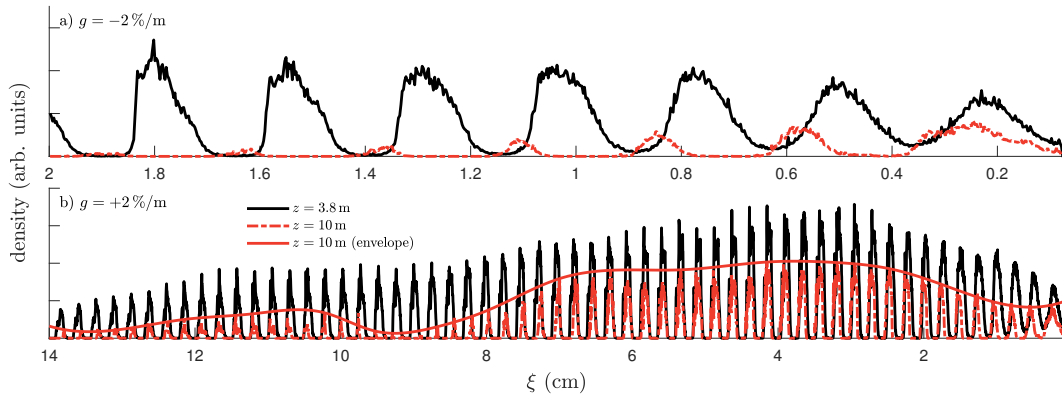 a) g = −2 %/m
2 1.8 1.6 1.4 1.2 1 0.8 0.6 0.4 0.2
density (arb. units)
b) g = +2 %/m
z = 3.8 m
z = 10 m
z = 10 m (envelope)
14 12 10 8 6 4 2
ξ (cm)